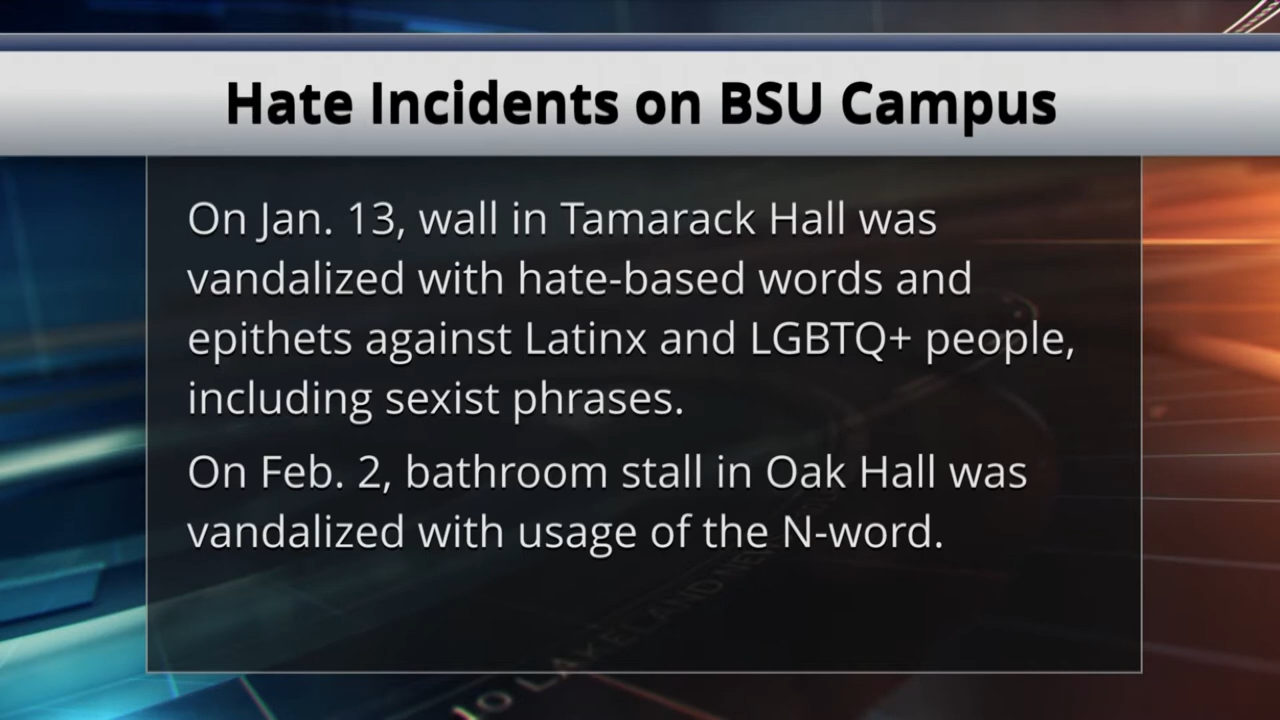 Hate Incidents on BSU Campus
On Jan. 13, wall in Tamarack Hall was
vandalized with hate-based words and
epithets against Latinx and LGBTQ+ people,
including sexist phrases.
On Feb. 2, bathroom stall in Oak Hall was
vandalized with usage of the N-word.
LAKELAND NEWS